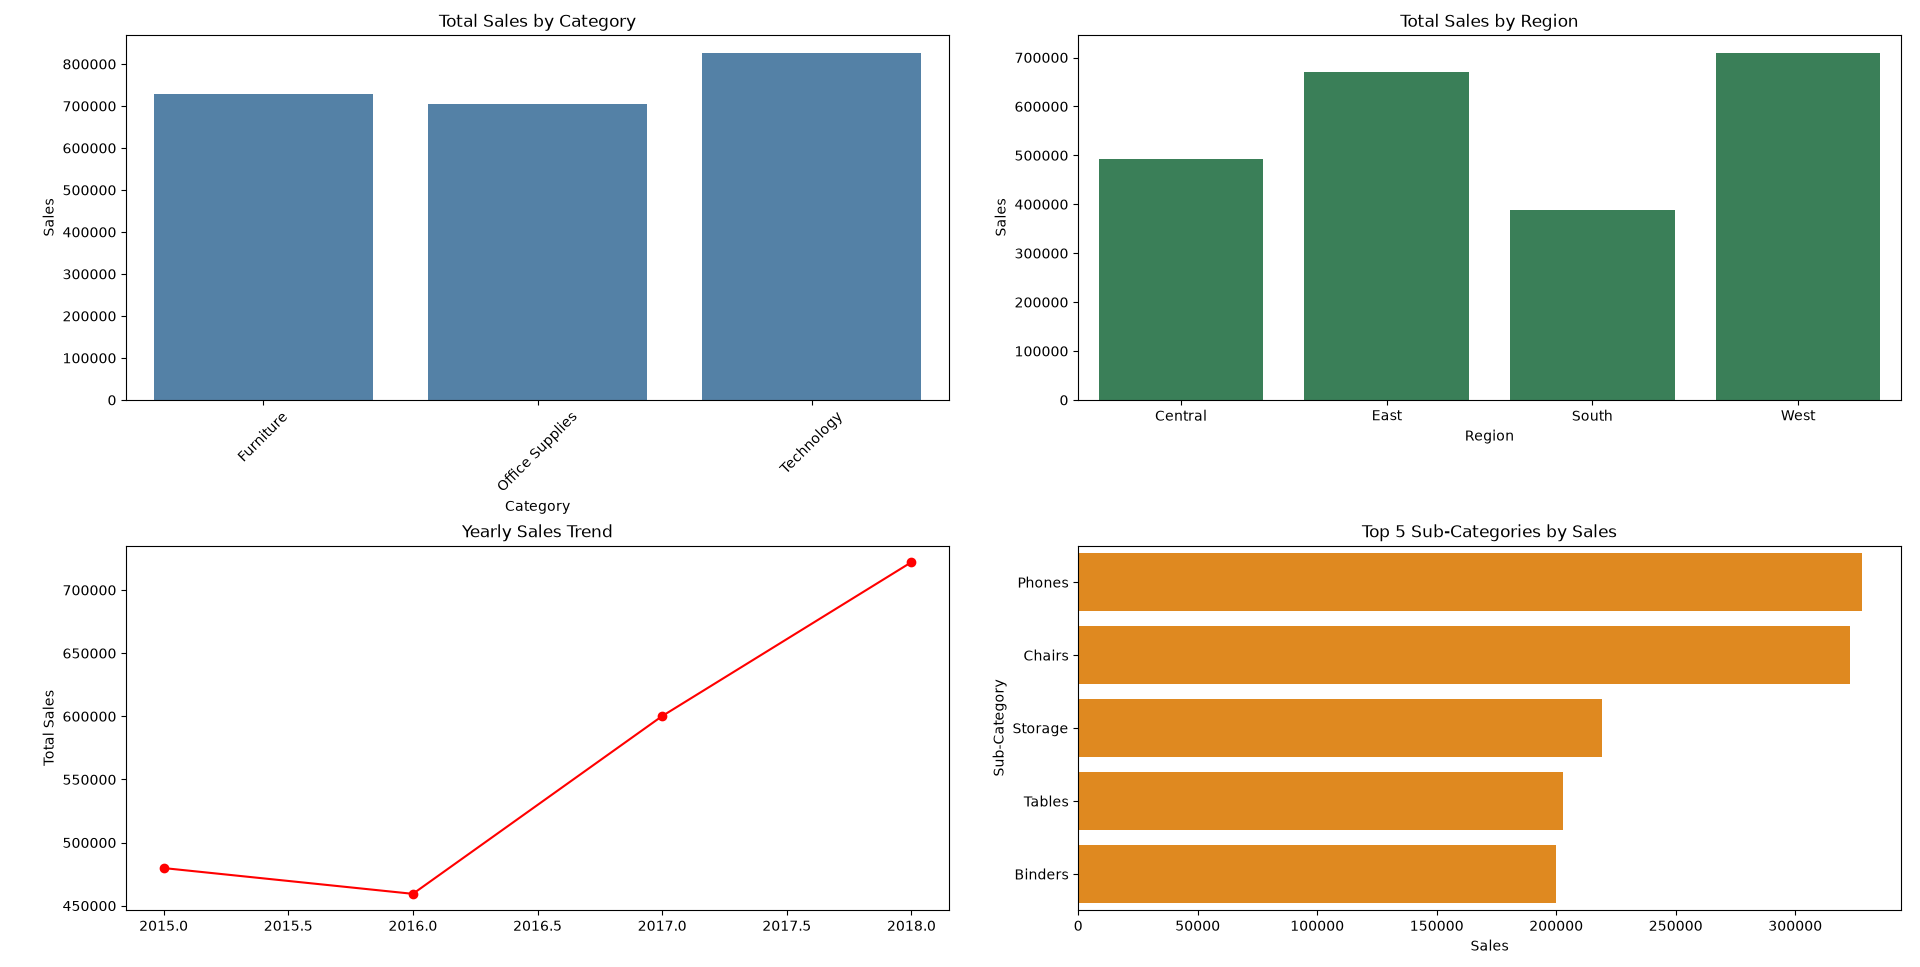 Total Sales by Category
800000
700000
600000
500000
400000
300000
200000
100000
0
Sales
Furniture
Office Supplies
Technology
Category
Total Sales by Region
700000
600000
500000
400000
300000
200000
100000
0
Sales
Central East South West
Region
Yearly Sales Trend
700000
650000
600000
550000
500000
450000
Total Sales
2015.0 2015.5 2016.0 2016.5 2017.0 2017.5 2018.0
Top 5 Sub-Categories by Sales
Phones
Chairs
Storage
Tables
Binders
Sub-Category
0 50000 100000 150000 200000 250000 300000
Sales